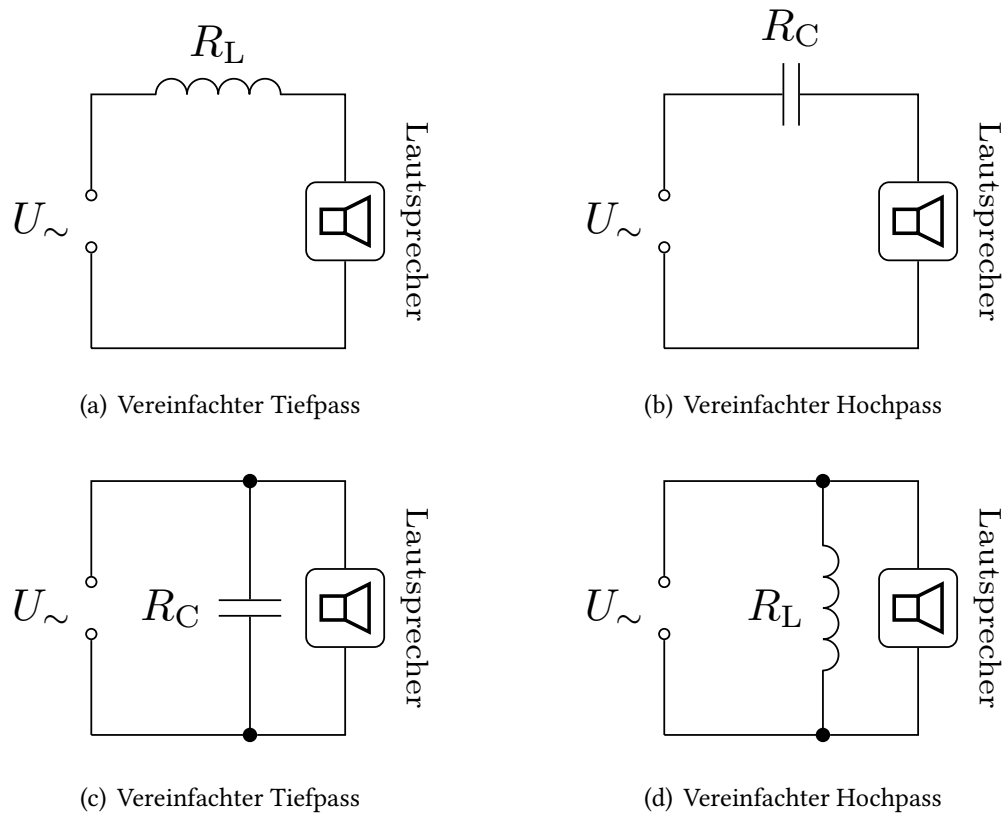 R_L
U_~
Lautsprecher
(a) Vereinfachter Tiefpass
R_C
U_~
Lautsprecher
(b) Vereinfachter Hochpass
U_~
R_C
Lautsprecher
(c) Vereinfachter Tiefpass
U_~
R_L
Lautsprecher
(d) Vereinfachter Hochpass